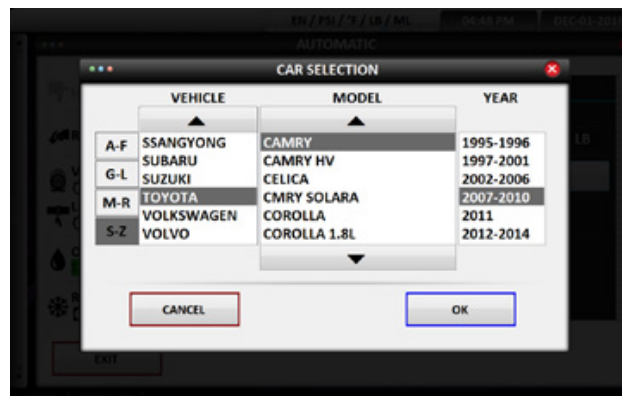 EN / PSI / °F / LB / ML 04:48 PM DEC-01-201
AUTOMATIC
CAR SELECTION
VEHICLE MODEL YEAR
A-F
G-L
M-R
S-Z
SSANGYONG CAMRY 1995-1996
SUBARU CAMRY HV 1997-2001
SUZUKI CELICA 2002-2006
TOYOTA CMRY SOLARA 2007-2010
VOLKSWAGEN COROLLA 2011
VOLVO COROLLA 1.8L 2012-2014
LB
CANCEL OK
EXIT